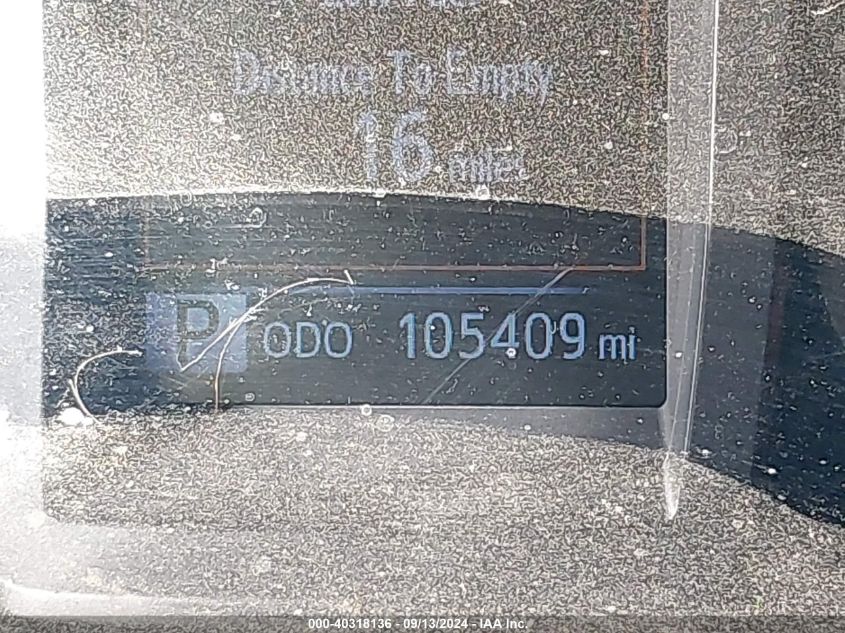 Distance To Empty
16 miles
P ODO 105409 mi
000-40318136 - 09/13/2024 - IAA Inc.